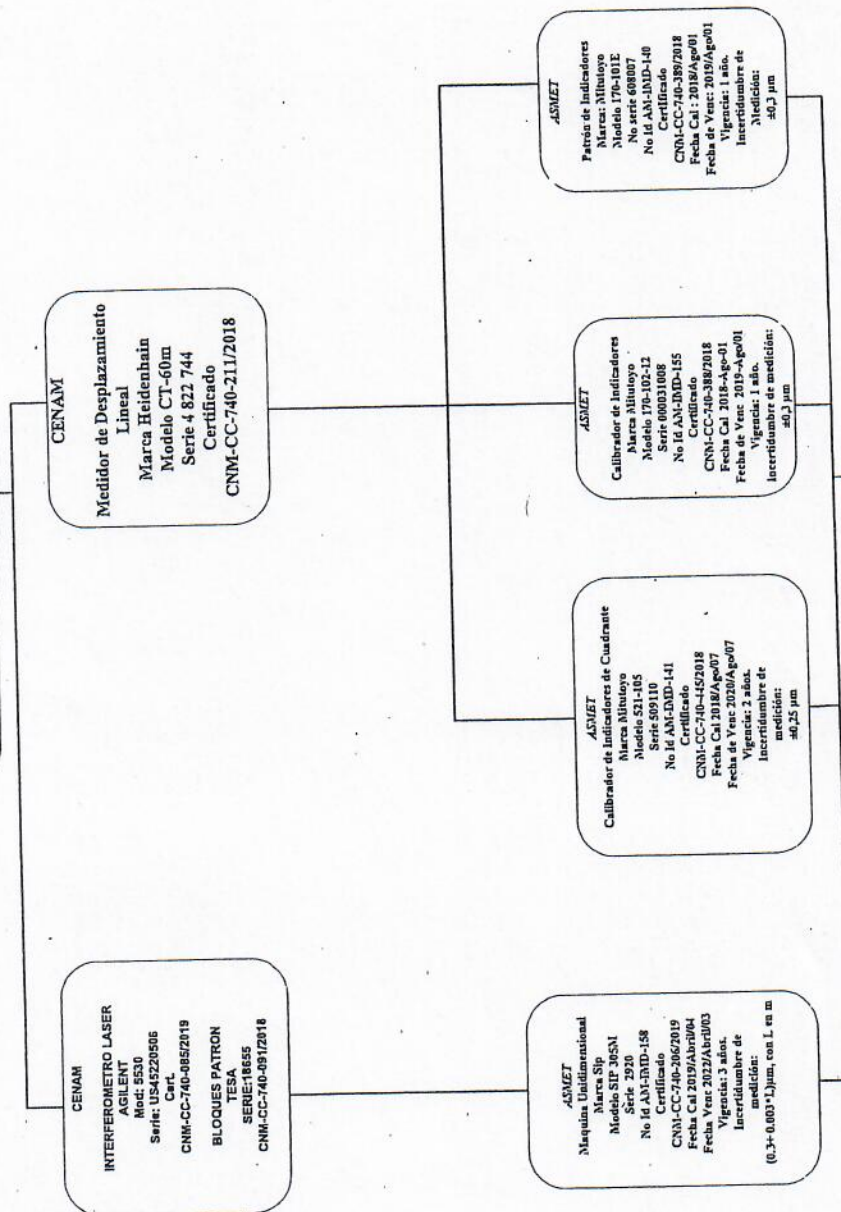 CENAM
INTERFEROMETRO LASER
AGILENT
Mod: 5530
Serie: US45220506
Cert.
CNM-CC-740-085/2019
BLOQUES PATRON
TESA
SERIE:18655
CNM-CC-740-091/2018
CENAM
Medidor de Desplazamiento
Lineal
Marca Heidenhain
Modelo CT-60m
Serie 4 822 744
Certificado
CNM-CC-740-211/2018
ASMET
Maquina Unidimensional
Marca Sip
Modelo SIP 305M
Serie 2920
No Id AM-IMD-158
Certificado
CNM-CC-740-206/2019
Fecha Cal 2019/Abril/04
Fecha Venc 2022/Abril/03
Vigencia: 3 años.
Incertidumbre de
medición:
(0.3+0.003*L)µm, con L en m
ASMET
Calibrador de Indicadores de Cuadrante
Marca Mitutoyo
Modelo 521-105
Serie 509110
No Id AM-IMD-141
Certificado
CNM-CC-740-445/2018
Fecha Cal 2018/Ago/07
Fecha de Venc 2020/Ago/07
Vigencia: 2 años.
Incertidumbre de
medición:
±0,25 µm
ASMET
Calibrador de Indicadores
Marca Mitutoyo
Modelo 170-102-12
Serie 000031008
No Id AM-IMD-155
Certificado
CNM-CC-740-388/2018
Fecha Cal 2018-Ago-01
Fecha de Venc 2019-Ago/01
Vigencia: 1 año.
Incertidumbre de medición:
±0,3 µm
ASMET
Patrón de Indicadores
Marca: Mitutoyo
Modelo 170-101E
No serie 608007
No Id AM-IMD-140
Certificado
CNM-CC-740-389/2018
Fecha Cal : 2018/Ago/01
Fecha de Venc: 2019/Ago/01
Vigencia: 1 año.
Incertidumbre de
Medición:
±0,3 µm